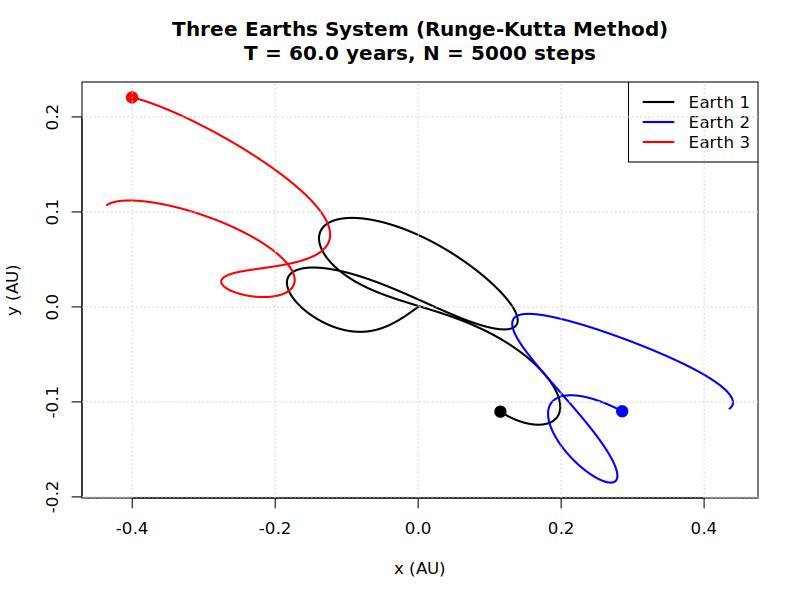 Three Earths System (Runge-Kutta Method)
T = 60.0 years, N = 5000 steps
Earth 1
Earth 2
Earth 3
y (AU)
0.2
0.1
0.0
-0.1
-0.2
-0.4
-0.2
0.0
0.2
0.4
x (AU)